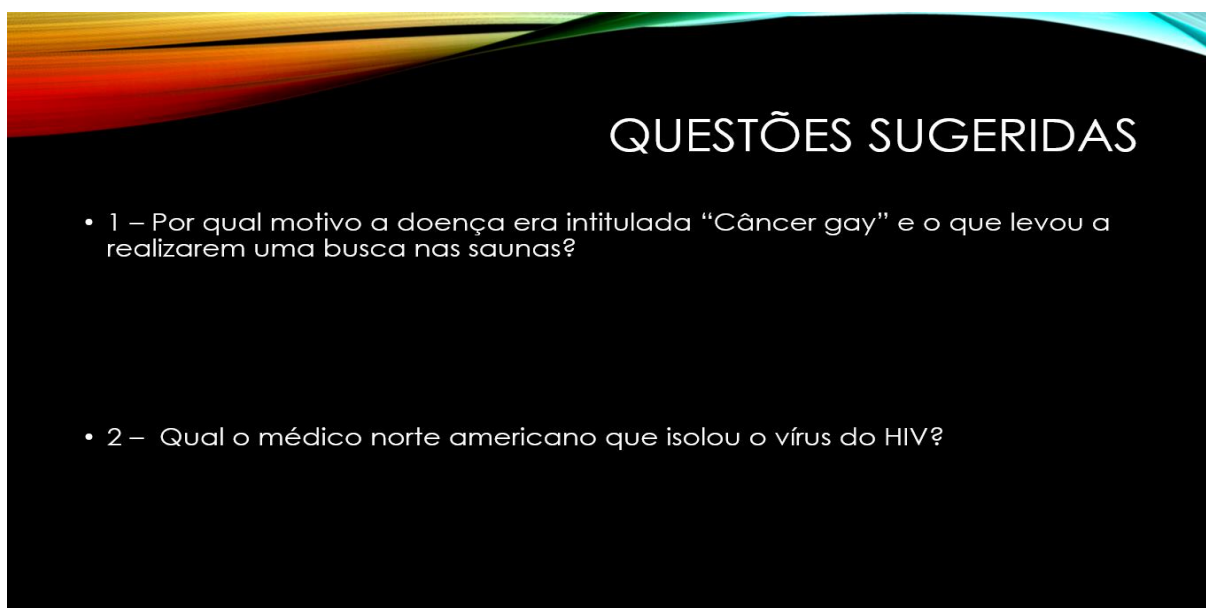 QUESTÕES SUGERIDAS
• 1 – Por qual motivo a doença era intitulada “Câncer gay” e o que levou a
realizarem uma busca nas saunas?
• 2 – Qual o médico norte americano que isolou o vírus do HIV?